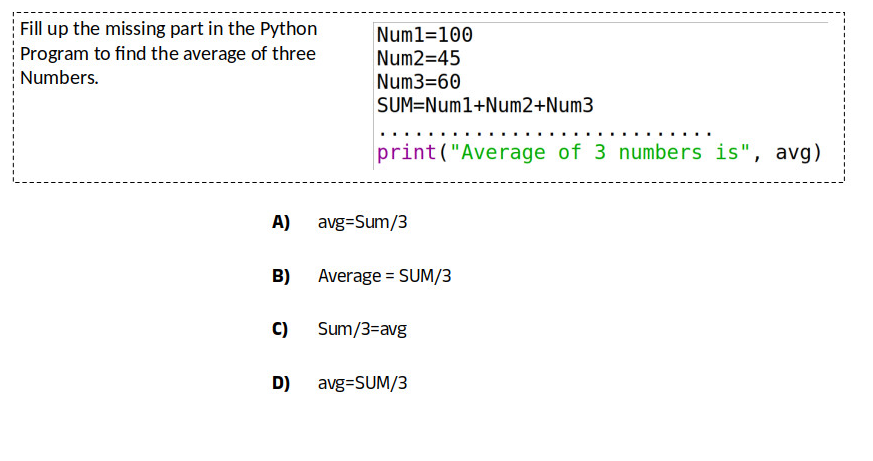 Fill up the missing part in the Python
Program to find the average of three
Numbers.
Num1=100
Num2=45
Num3=60
SUM=Num1+Num2+Num3
............................
print("Average of 3 numbers is", avg)
A) avg=Sum/3
B) Average = SUM/3
C) Sum/3=avg
D) avg=SUM/3